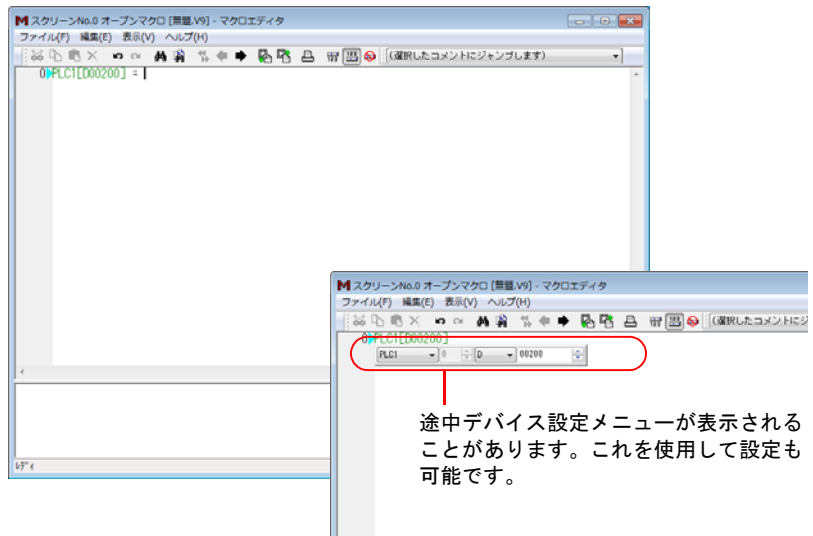 スクリーンNo.0 オープンマクロ [無題.V9] - マクロエディタ
ファイル(F) 編集(E) 表示(V) ヘルプ(H)
(選択したコメントにジャンプします)
0 PLC1[D00200] =
レディ
スクリーンNo.0 オープンマクロ [無題.V9] - マクロエディタ
ファイル(F) 編集(E) 表示(V) ヘルプ(H)
(選択したコメントにジ
0 PLC1[D00200]
PLC1 0 D 00200
途中デバイス設定メニューが表示される
ことがあります。これを使用して設定も
可能です。